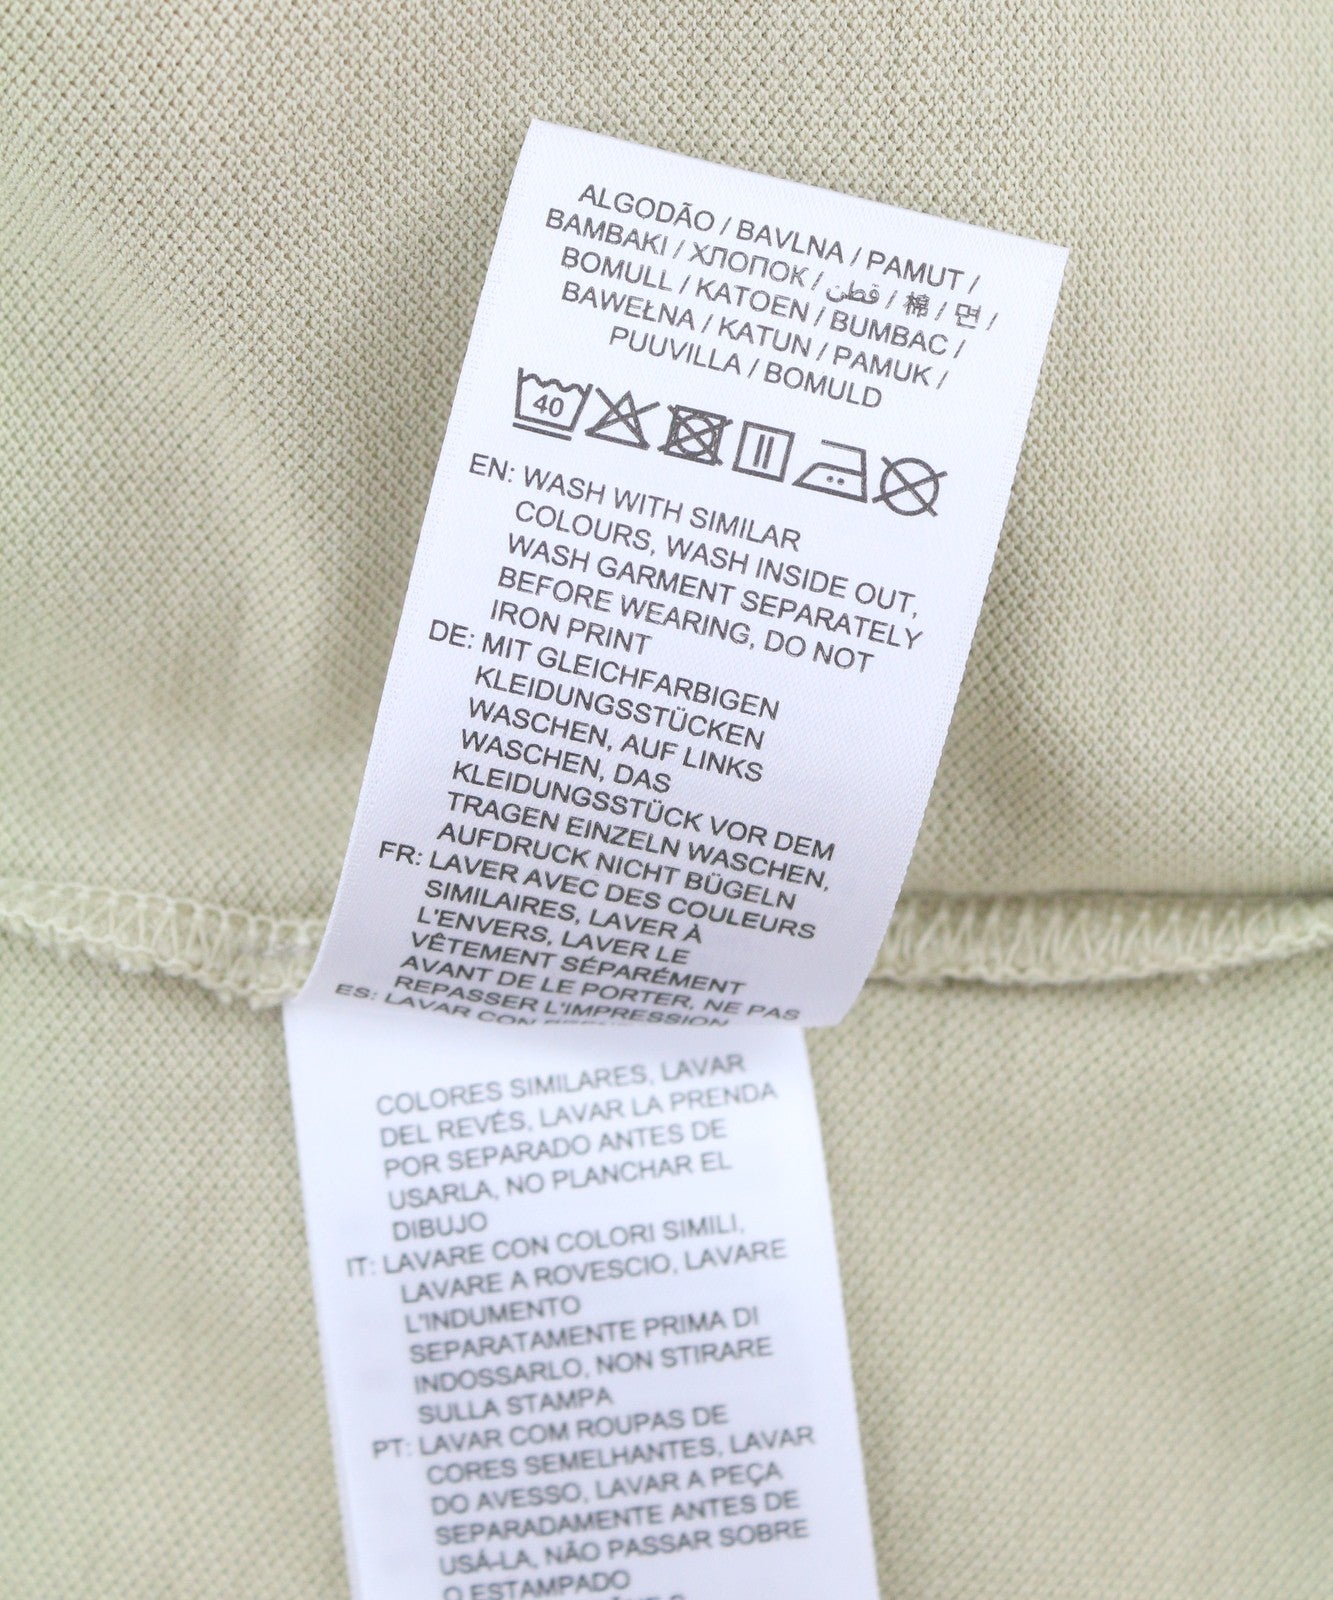 ALGODÃO / BAVLNA / PAMUT /
BAMBAKI / ХЛОПОК / قطن / 棉 / 면 /
BOMULL / KATOEN / BUMBAC /
BAWEŁNA / KATUN / PAMUK /
PUUVILLA / BOMULD
40
EN: WASH WITH SIMILAR
COLOURS, WASH INSIDE OUT,
WASH GARMENT SEPARATELY
BEFORE WEARING, DO NOT
IRON PRINT
DE: MIT GLEICHFARBIGEN
KLEIDUNGSSTÜCKEN
WASCHEN, AUF LINKS
WASCHEN, DAS
KLEIDUNGSSTÜCK VOR DEM
TRAGEN EINZELN WASCHEN,
AUFDRUCK NICHT BÜGELN
FR: LAVER AVEC DES COULEURS
SIMILAIRES, LAVER À
L'ENVERS, LAVER LE
VÊTEMENT SÉPARÉMENT
AVANT DE LE PORTER, NE PAS
REPASSER L'IMPRESSION
ES: LAVAR CON
COLORES SIMILARES, LAVAR
DEL REVÉS, LAVAR LA PRENDA
POR SEPARADO ANTES DE
USARLA, NO PLANCHAR EL
DIBUJO
IT: LAVARE CON COLORI SIMILI,
LAVARE A ROVESCIO, LAVARE
L'INDUMENTO
SEPARATAMENTE PRIMA DI
INDOSSARLO, NON STIRARE
SULLA STAMPA
PT: LAVAR COM ROUPAS DE
CORES SEMELHANTES, LAVAR
DO AVESSO, LAVAR A PEÇA
SEPARADAMENTE ANTES DE
USÁ-LA, NÃO PASSAR SOBRE
O ESTAMPADO